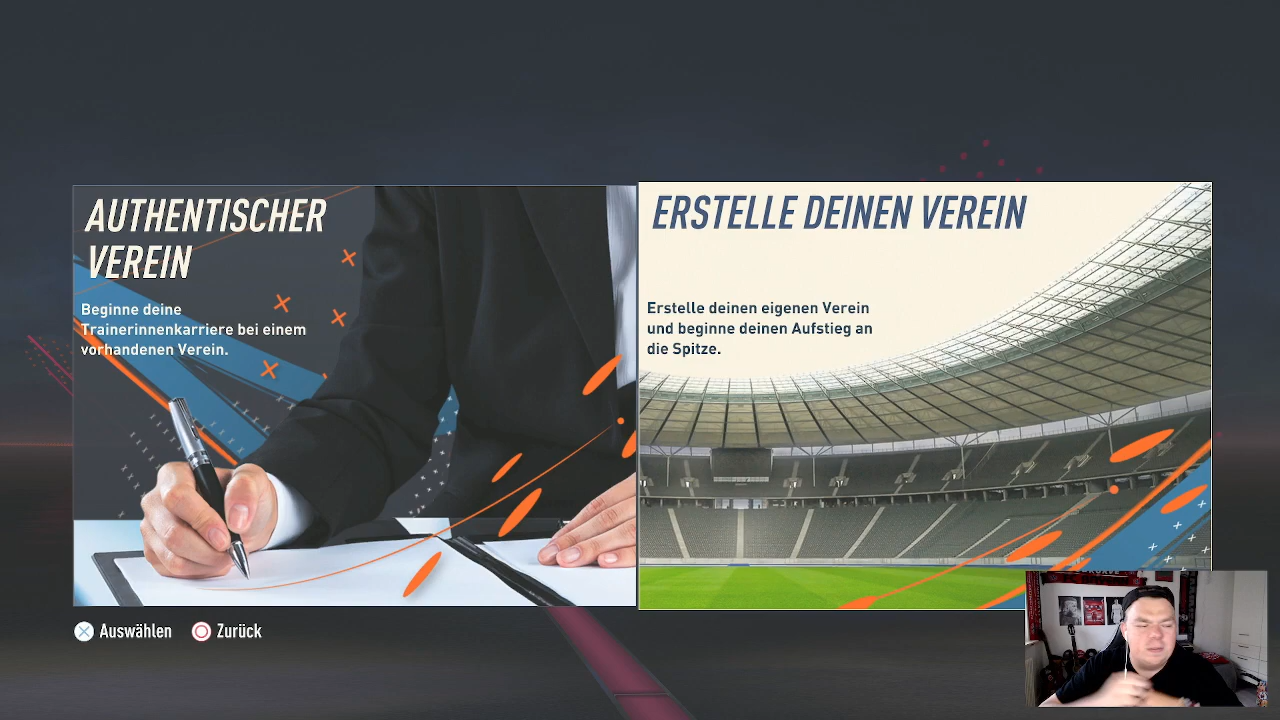 AUTHENTISCHER
VEREIN
Beginne deine
Trainerinnenkarriere bei einem
vorhandenen Verein.
ERSTELLE DEINEN VEREIN
Erstelle deinen eigenen Verein
und beginne deinen Aufstieg an
die Spitze.
Auswählen
Zurück